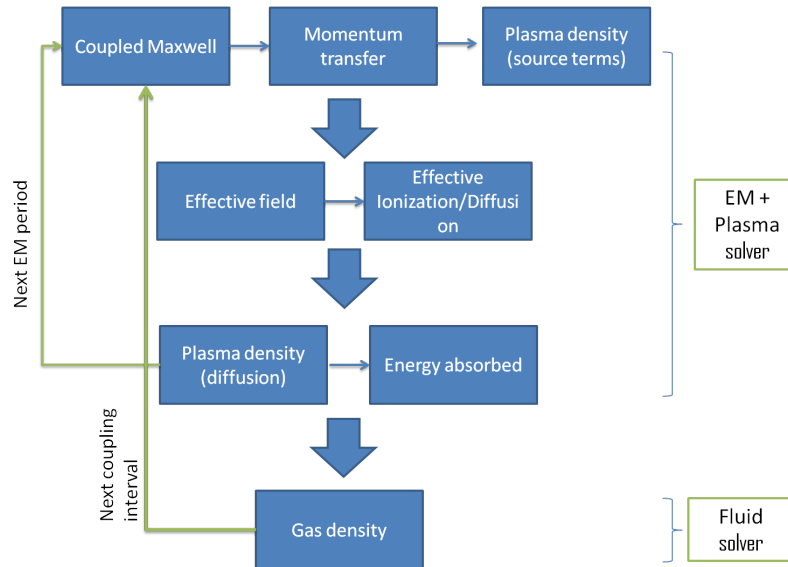 Coupled Maxwell
Momentum
transfer
Plasma density
(source terms)
Effective field
Effective
Ionization/Diffusi
on
EM +
Plasma
solver
Next EM period
Plasma density
(diffusion)
Energy absorbed
Next coupling
interval
Gas density
Fluid
solver